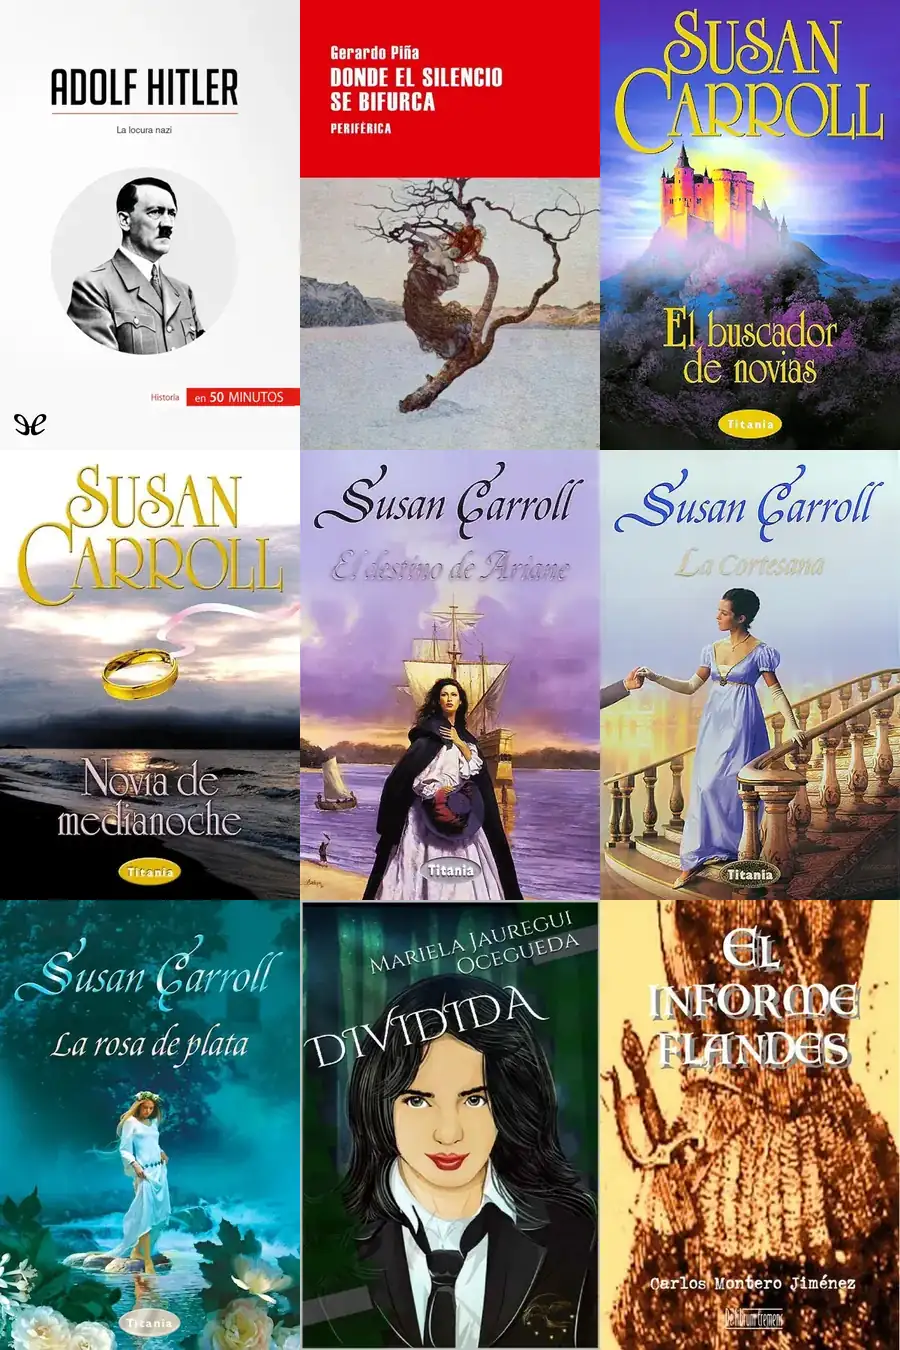 ADOLF HITLER
La locura nazi
Historia
en 50 MINUTOS
Gerardo Piña
DONDE EL SILENCIO
SE BIFURCA
PERIFÉRICA
SUSAN
CARROLL
El buscador
de novias
Titania
SUSAN
CARROLL
Novia de
medianoche
Titania
Susan Carroll
El destino de Ariane
Titania
Susan Carroll
La Cortesana
Titania
Susan Carroll
La rosa de plata
Titania
MARIELA JAUREGUI
OCEGUEDA
DIVIDIDA
EL
INFORME
FLANDES
Carlos Montero Jiménez